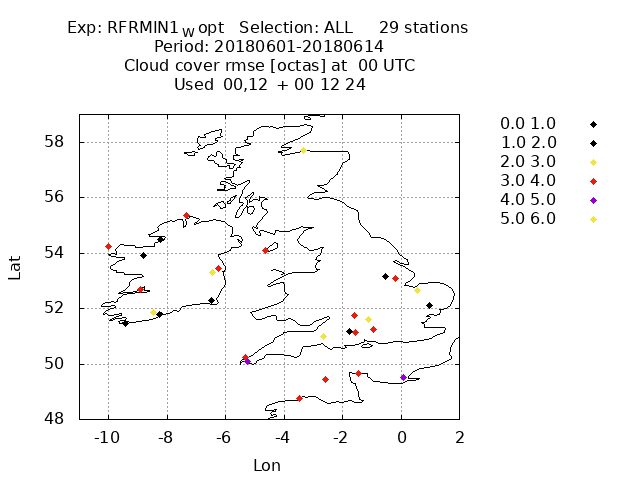 Exp: RFRMIN1wopt Selection: ALL 29 stations
Period: 20180601-20180614
Cloud cover rmse [octas] at 00 UTC
Used 00,12 + 00 12 24
0.0 1.0
1.0 2.0
2.0 3.0
3.0 4.0
4.0 5.0
5.0 6.0
58
56
54
52
50
48
Lat
-10 -8 -6 -4 -2 0 2
Lon